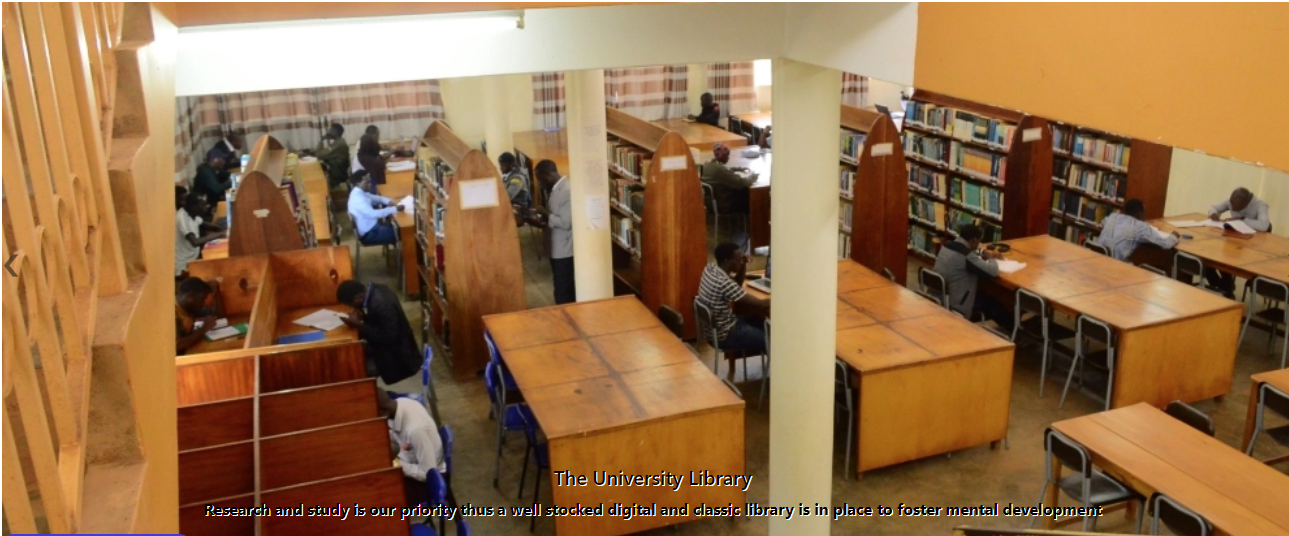 The University Library
Research and study is our priority thus a well stocked digital and classic library is in place to foster mental development